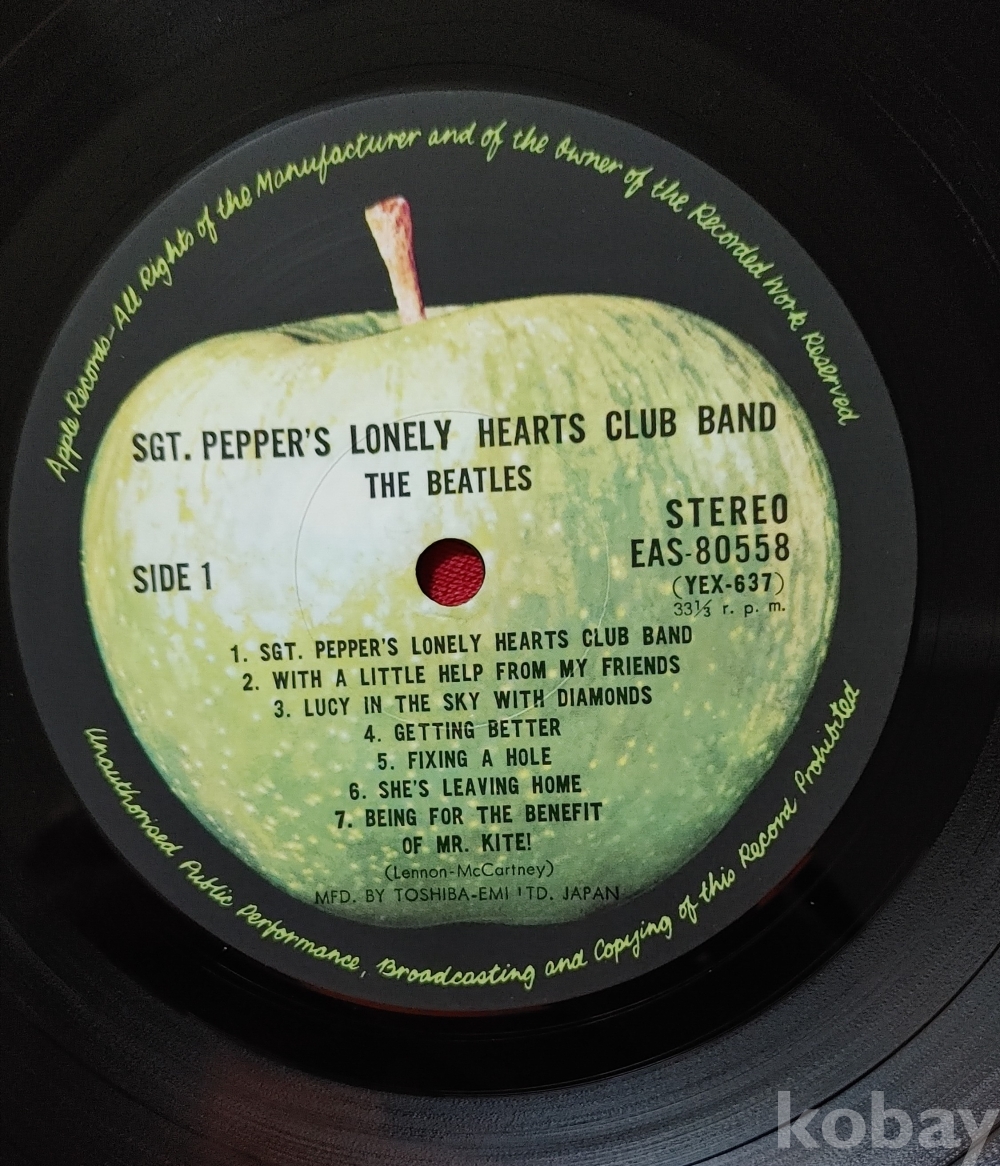 Apple Records-All Rights of the Manufacturer and of the Owner of the Recorded Work Reserved
SGT. PEPPER'S LONELY HEARTS CLUB BAND
THE BEATLES
STEREO
EAS-80558
SIDE 1
(YEX-637)
33⅓ r. p. m.
1. SGT. PEPPER'S LONELY HEARTS CLUB BAND
2. WITH A LITTLE HELP FROM MY FRIENDS
3. LUCY IN THE SKY WITH DIAMONDS
4. GETTING BETTER
5. FIXING A HOLE
6. SHE'S LEAVING HOME
7. BEING FOR THE BENEFIT
OF MR. KITE!
(Lennon-McCartney)
MFD. BY TOSHIBA-EMI LTD. JAPAN
Unauthorised Public Performance, Broadcasting and Copying of this Record Prohibited
kobay